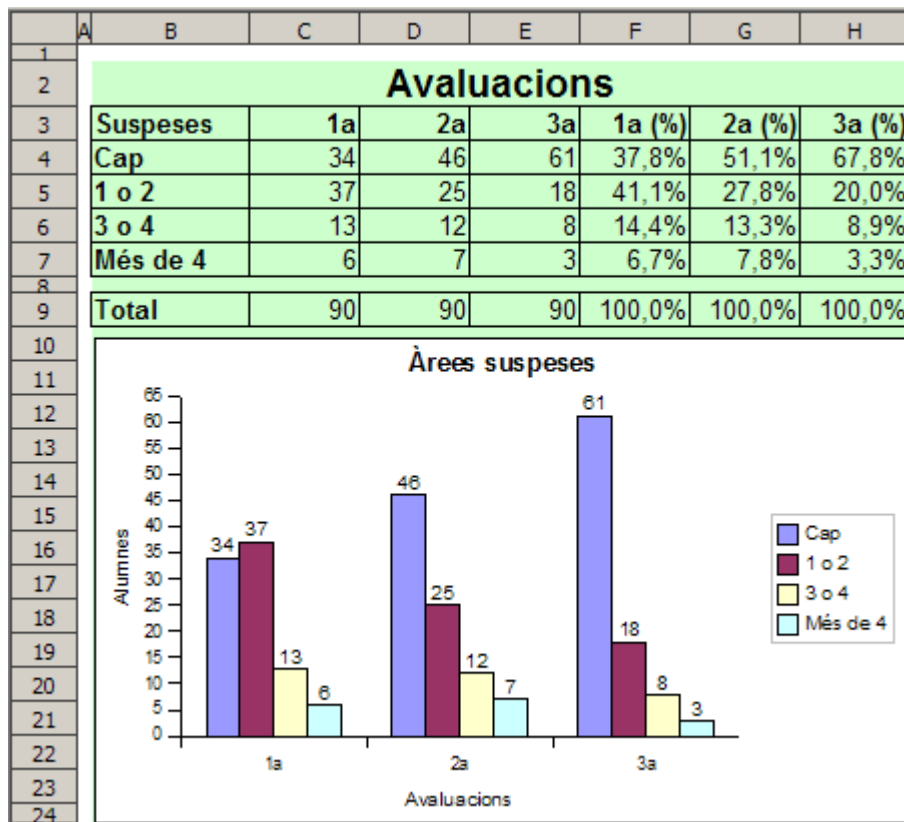 A B C D E F G H
1
2 Avaluacions
3 Suspeses 1a 2a 3a 1a (%) 2a (%) 3a (%)
4 Cap 34 46 61 37,8% 51,1% 67,8%
5 1 o 2 37 25 18 41,1% 27,8% 20,0%
6 3 o 4 13 12 8 14,4% 13,3% 8,9%
7 Més de 4 6 7 3 6,7% 7,8% 3,3%
8
9 Total 90 90 90 100,0% 100,0% 100,0%
10
11
12
13
14
15
16
17
18
19
20
21
22
23
24
Àrees suspeses
65
60
55
50
45
40
35
30
25
20
15
10
5
0
Alumnes
34 37 13 6
46 25 12 7
61 18 8 3
1a 2a 3a
Avaluacions
Cap
1 o 2
3 o 4
Més de 4